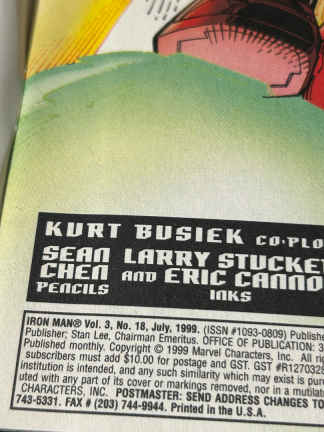 KURT BUSIEK CO-PLO
SEAN LARRY STUCKE
CHEN AND ERIC CANNO
PENCILS INKS
IRON MAN® Vol. 3, No. 18, July, 1999. (ISSN #1093-0809) Publishe
Publisher; Stan Lee, Chairman Emeritus. OFFICE OF PUBLICATION: 3
Published monthly. Copyright © 1999 Marvel Characters, Inc. All ri
subscribers must add $10.00 for postage and GST. GST #R1270328
institution is intended, and any such similarity which may exist is pure
uted with any part of its cover or markings removed, nor in a mutilat
CHARACTERS, INC. POSTMASTER: SEND ADDRESS CHANGES TO
743-5331. FAX # (203) 744-9944. Printed in the U.S.A.